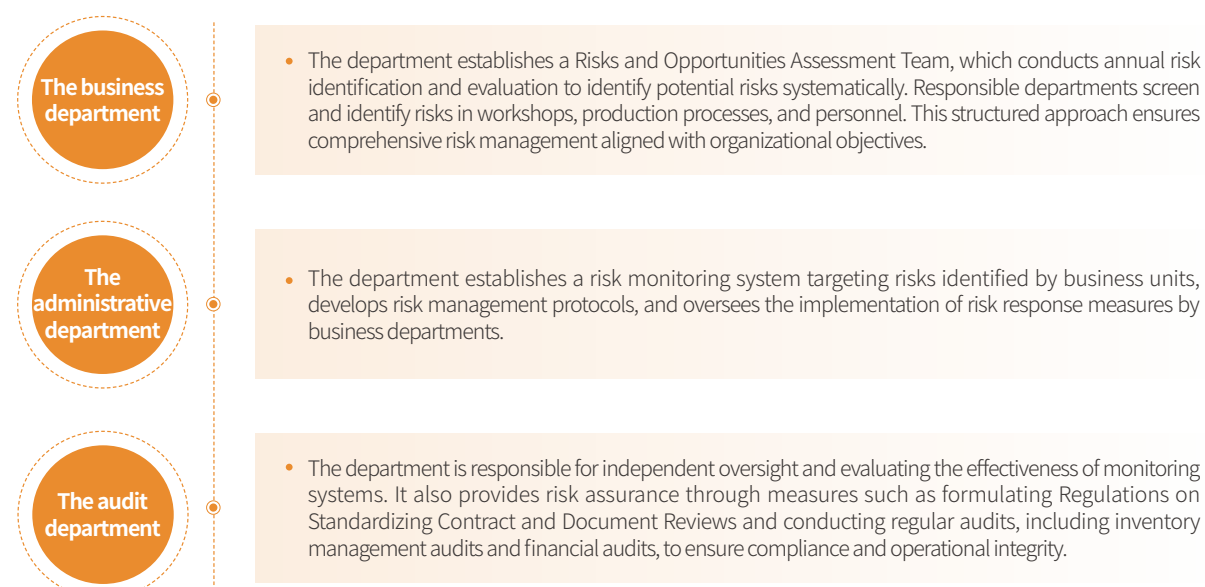 The business
department
• The department establishes a Risks and Opportunities Assessment Team, which conducts annual risk
identification and evaluation to identify potential risks systematically. Responsible departments screen
and identify risks in workshops, production processes, and personnel. This structured approach ensures
comprehensive risk management aligned with organizational objectives.
The
administrative
department
• The department establishes a risk monitoring system targeting risks identified by business units,
develops risk management protocols, and oversees the implementation of risk response measures by
business departments.
The audit
department
• The department is responsible for independent oversight and evaluating the effectiveness of monitoring
systems. It also provides risk assurance through measures such as formulating Regulations on
Standardizing Contract and Document Reviews and conducting regular audits, including inventory
management audits and financial audits, to ensure compliance and operational integrity.